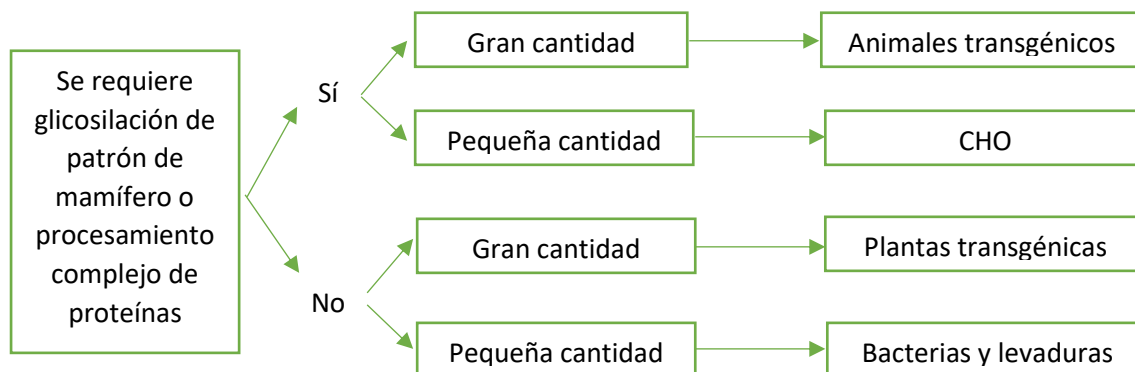 Se requiere
glicosilación de
patrón de
mamífero o
procesamiento
complejo de
proteínas
Sí
Gran cantidad
Animales transgénicos
Pequeña cantidad
CHO
No
Gran cantidad
Plantas transgénicas
Pequeña cantidad
Bacterias y levaduras